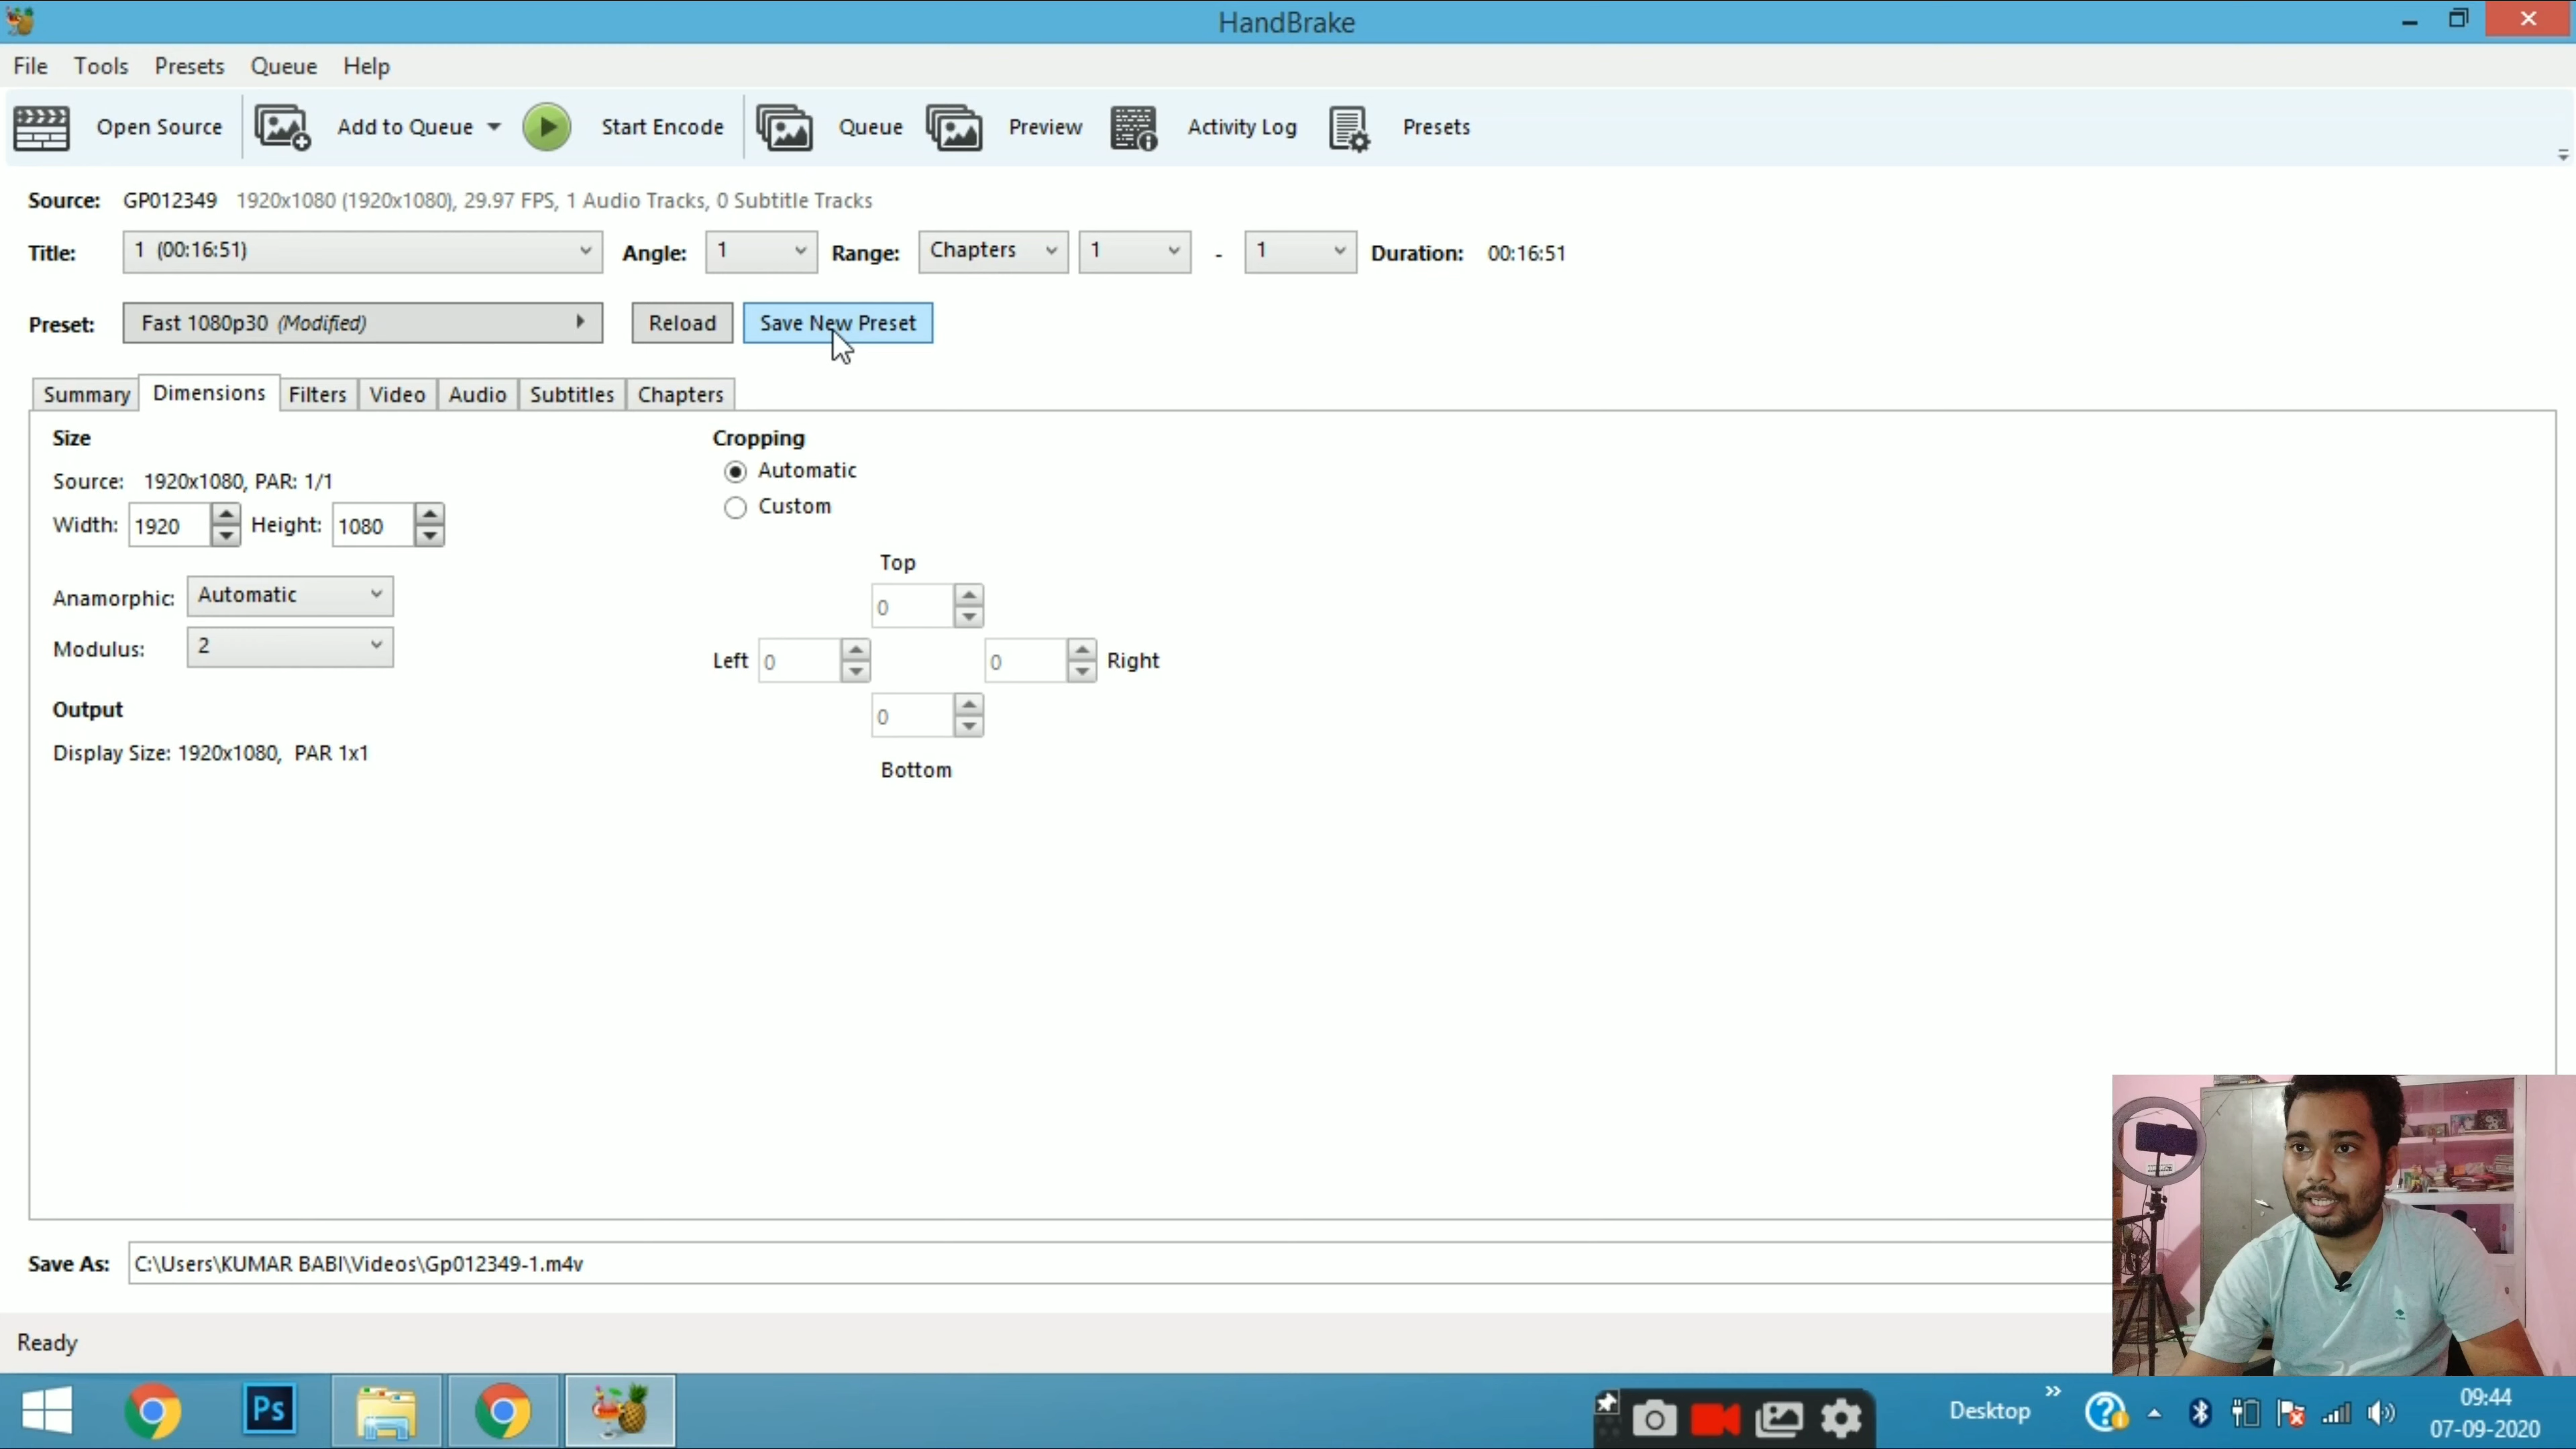 HandBrake
File Tools Presets Queue Help
Open Source Add to Queue Start Encode Queue Preview Activity Log Presets
Source: GP012349 1920x1080 (1920x1080), 29.97 FPS, 1 Audio Tracks, 0 Subtitle Tracks
Title: 1 (00:16:51) Angle: 1 Range: Chapters 1 - 1 Duration: 00:16:51
Preset: Fast 1080p30 (Modified) Reload Save New Preset
Summary Dimensions Filters Video Audio Subtitles Chapters
Size Cropping
Source: 1920x1080, PAR: 1/1 Automatic
Width: 1920 Height: 1080 Custom
Top
Anamorphic: Automatic 0
Modulus: 2 Left 0 0 Right
Output 0
Display Size: 1920x1080, PAR 1x1 Bottom
Save As: C:\Users\KUMAR BABI\Videos\Gp012349-1.m4v
Ready
Ps
Desktop
09:44
07-09-2020